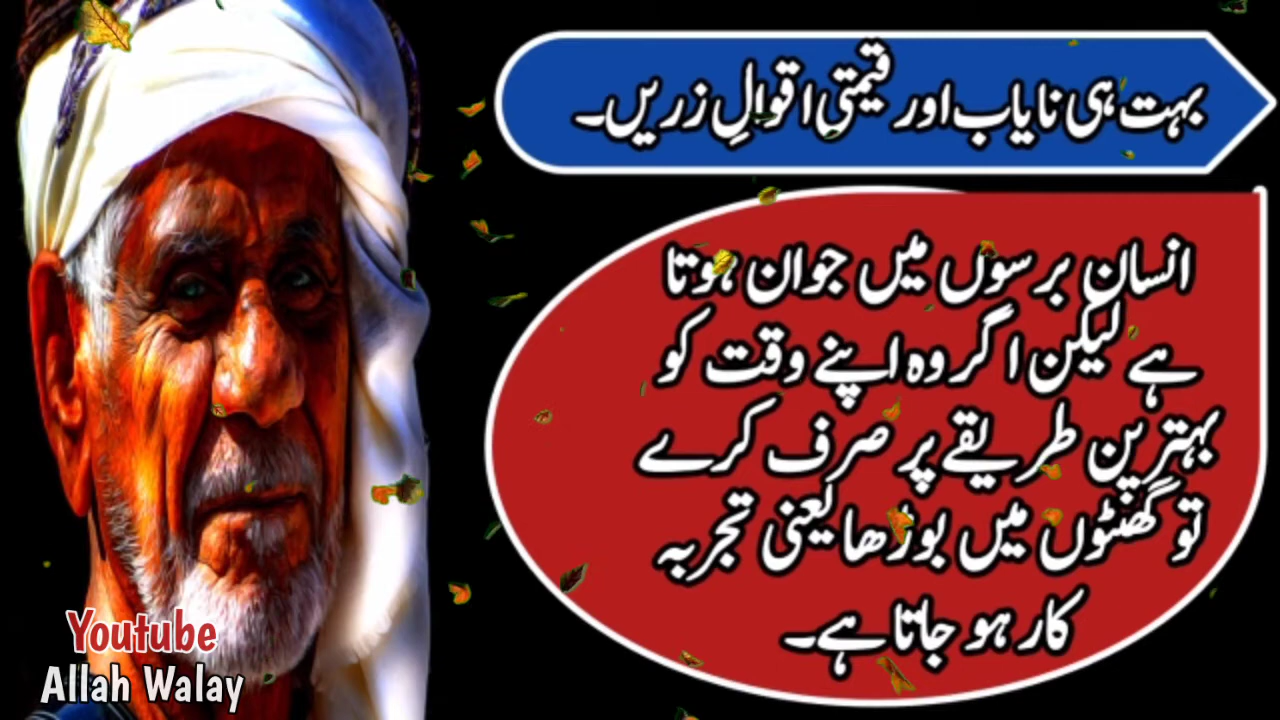 بہت ہی نایاب اور قیمتی اقوالِ زریں۔
انسان برسوں میں جوان ہوتا
ہے لیکن اگر وہ اپنے وقت کو
بہترین طریقے پر صرف کرے
تو گھنٹوں میں بوڑھا یعنی تجربہ
کار ہو جاتا ہے۔
Youtube
Allah Walay